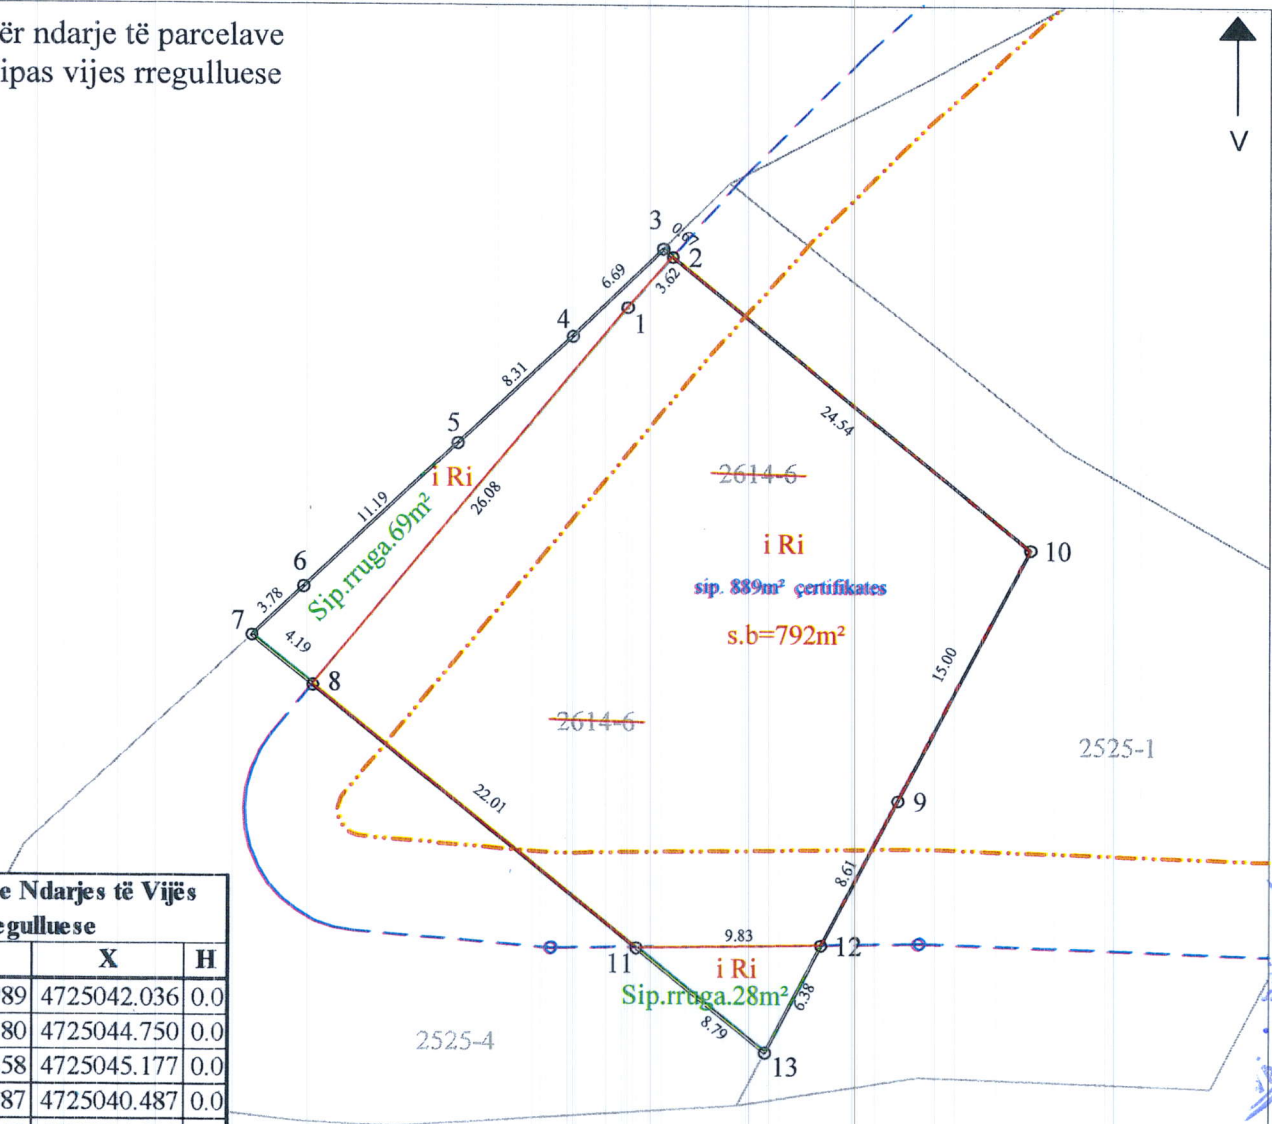 ër ndarje të parcelave
ipas vijes rregulluese
V
3
0.67
2
6.69
3.62
4
1
8.31
5
24.54
i Ri
2614-6
26.08
11.19
Sip.rruga.69m²
i Ri
10
6
sip. 889m² çertifikates
3.78
7
4.19
s.b=792m²
15.00
8
2614-6
2525-1
22.01
9
8.61
9.83
11
12
i Ri
Sip.rruga.28m²
6.38
8.79
2525-4
13
e Ndarjes të Vijës
egulluese
X H
89 4725042.036 0.0
80 4725044.750 0.0
58 4725045.177 0.0
87 4725040.487 0.0